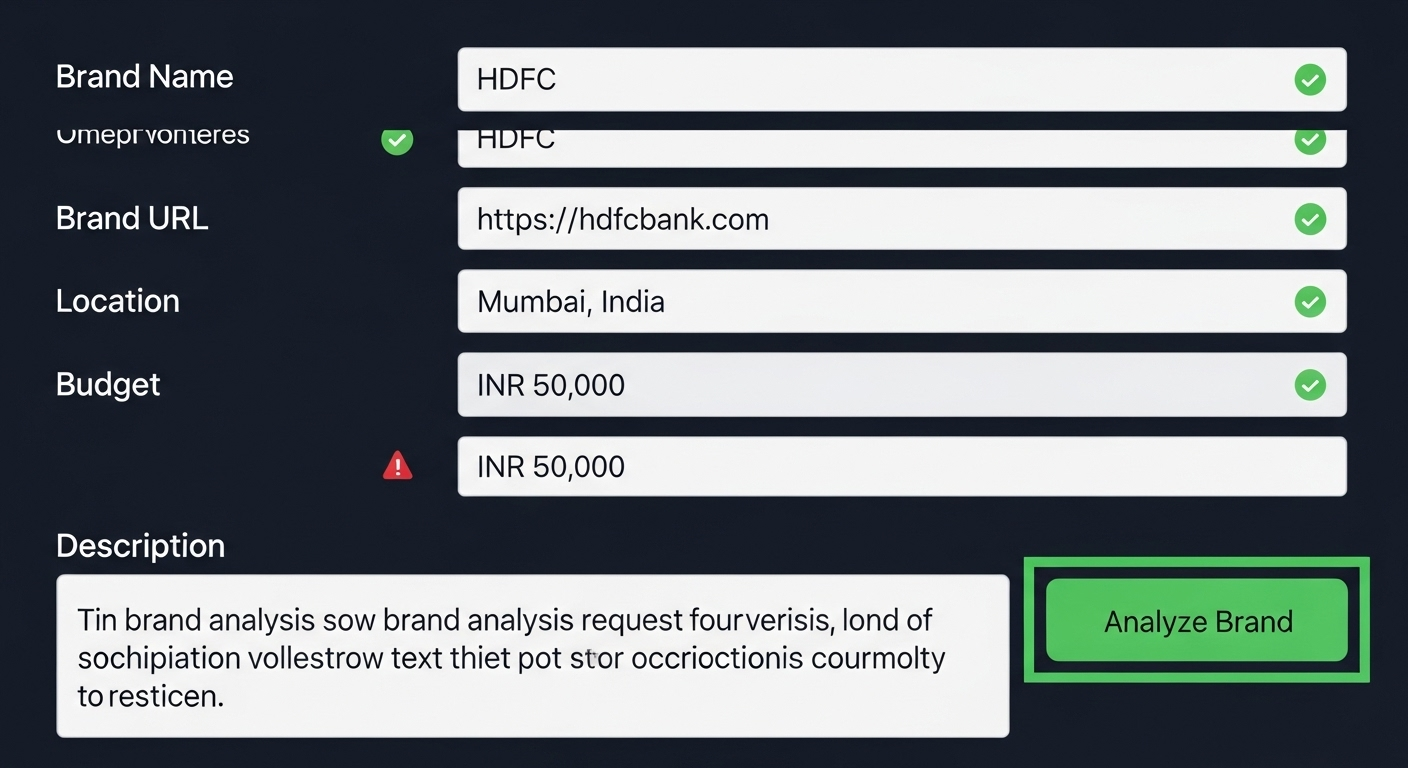 Brand Name
HDFC
HDFC
Brand URL
https://hdfcbank.com
Location
Mumbai, India
Budget
INR 50,000
INR 50,000
Description
Tin brand analysis sow brand analysis request fourverisis, lond of
sochipiation vollestrow text thiet pot stor occrioctionis courmolty
to resticen.
Analyze Brand